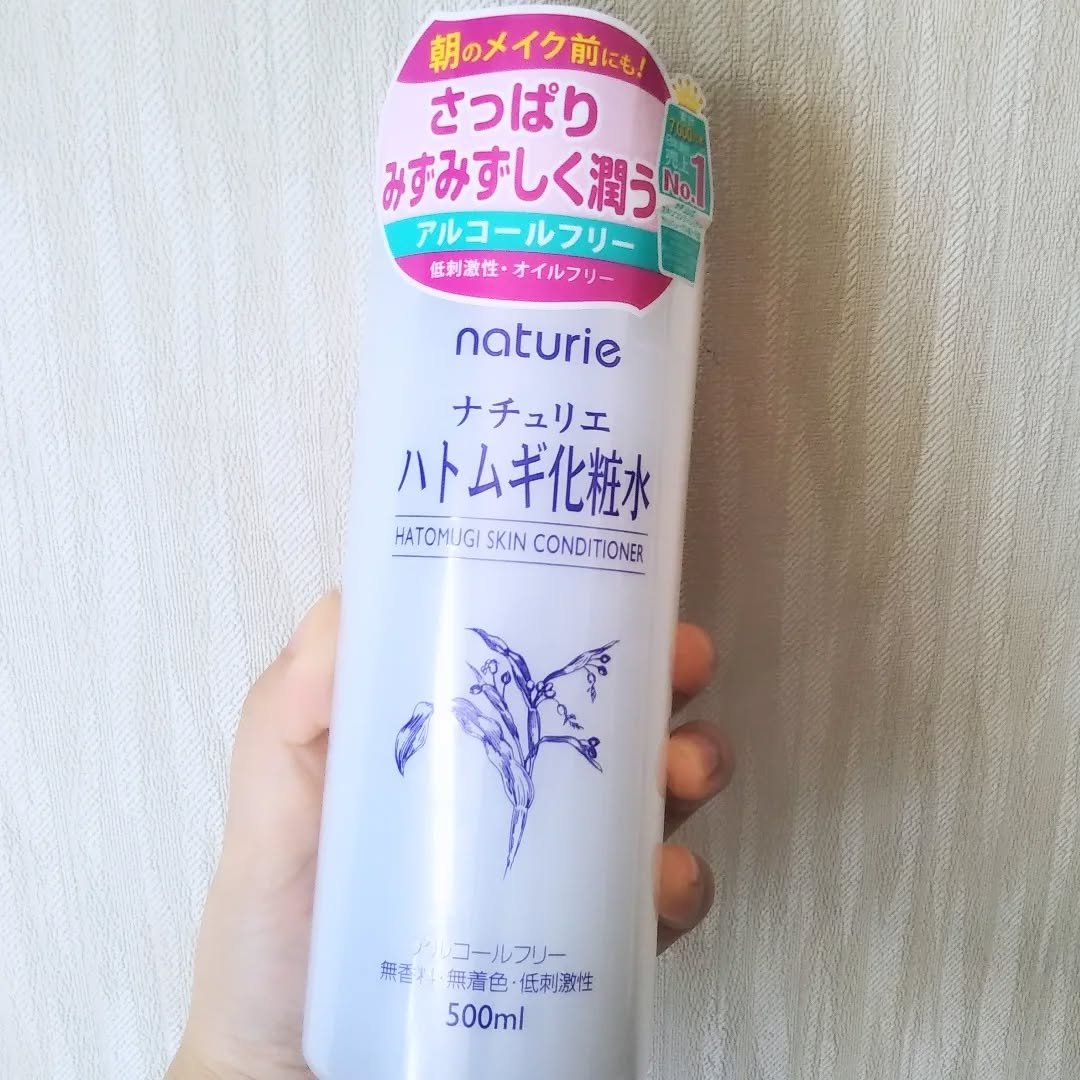 朝のメイク前にも!
さっぱり
みずみずしく潤う
アルコールフリー
低刺激性・オイルフリー
No.1
naturie
ナチュリエ
ハトムギ化粧水
HATOMUGI SKIN CONDITIONER
アルコールフリー
無香料・無着色・低刺激性
500ml